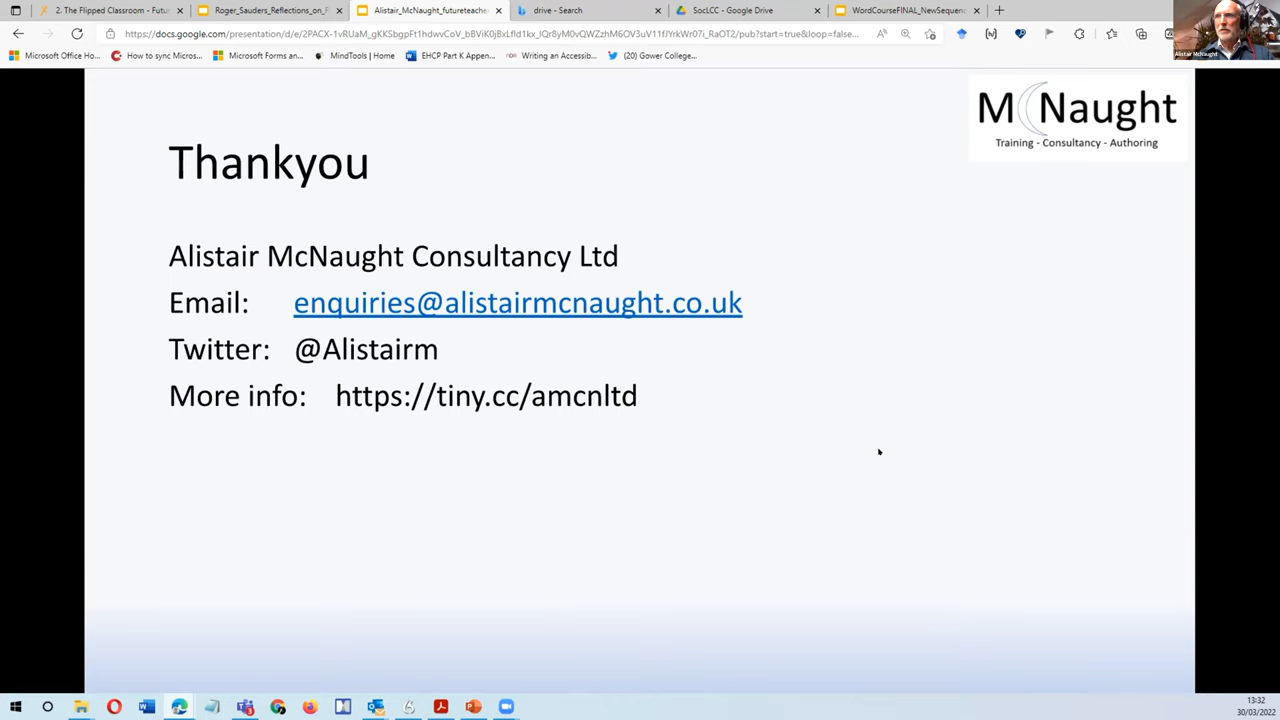 2. The Flipped Classroom - Futur
Roger_Sauders_Reflections_on_F
Alistair_McNaught_futureteache
drive - Search
SocLCC - Google Drive
WordCourseFINAL_NewSequenc
Microsoft Office Ho...
How to sync Micros...
Microsoft Forms an...
MindTools | Home
EHCP Part K Appen...
Writing an Accessib...
(20) Gower College...
Alistair McNaught
McNaught
Training - Consultancy - Authoring
Thankyou
Alistair McNaught Consultancy Ltd
Email: enquiries@alistairmcnaught.co.uk
Twitter: @Alistairm
More info: https://tiny.cc/amcnltd
13:32
30/03/2022